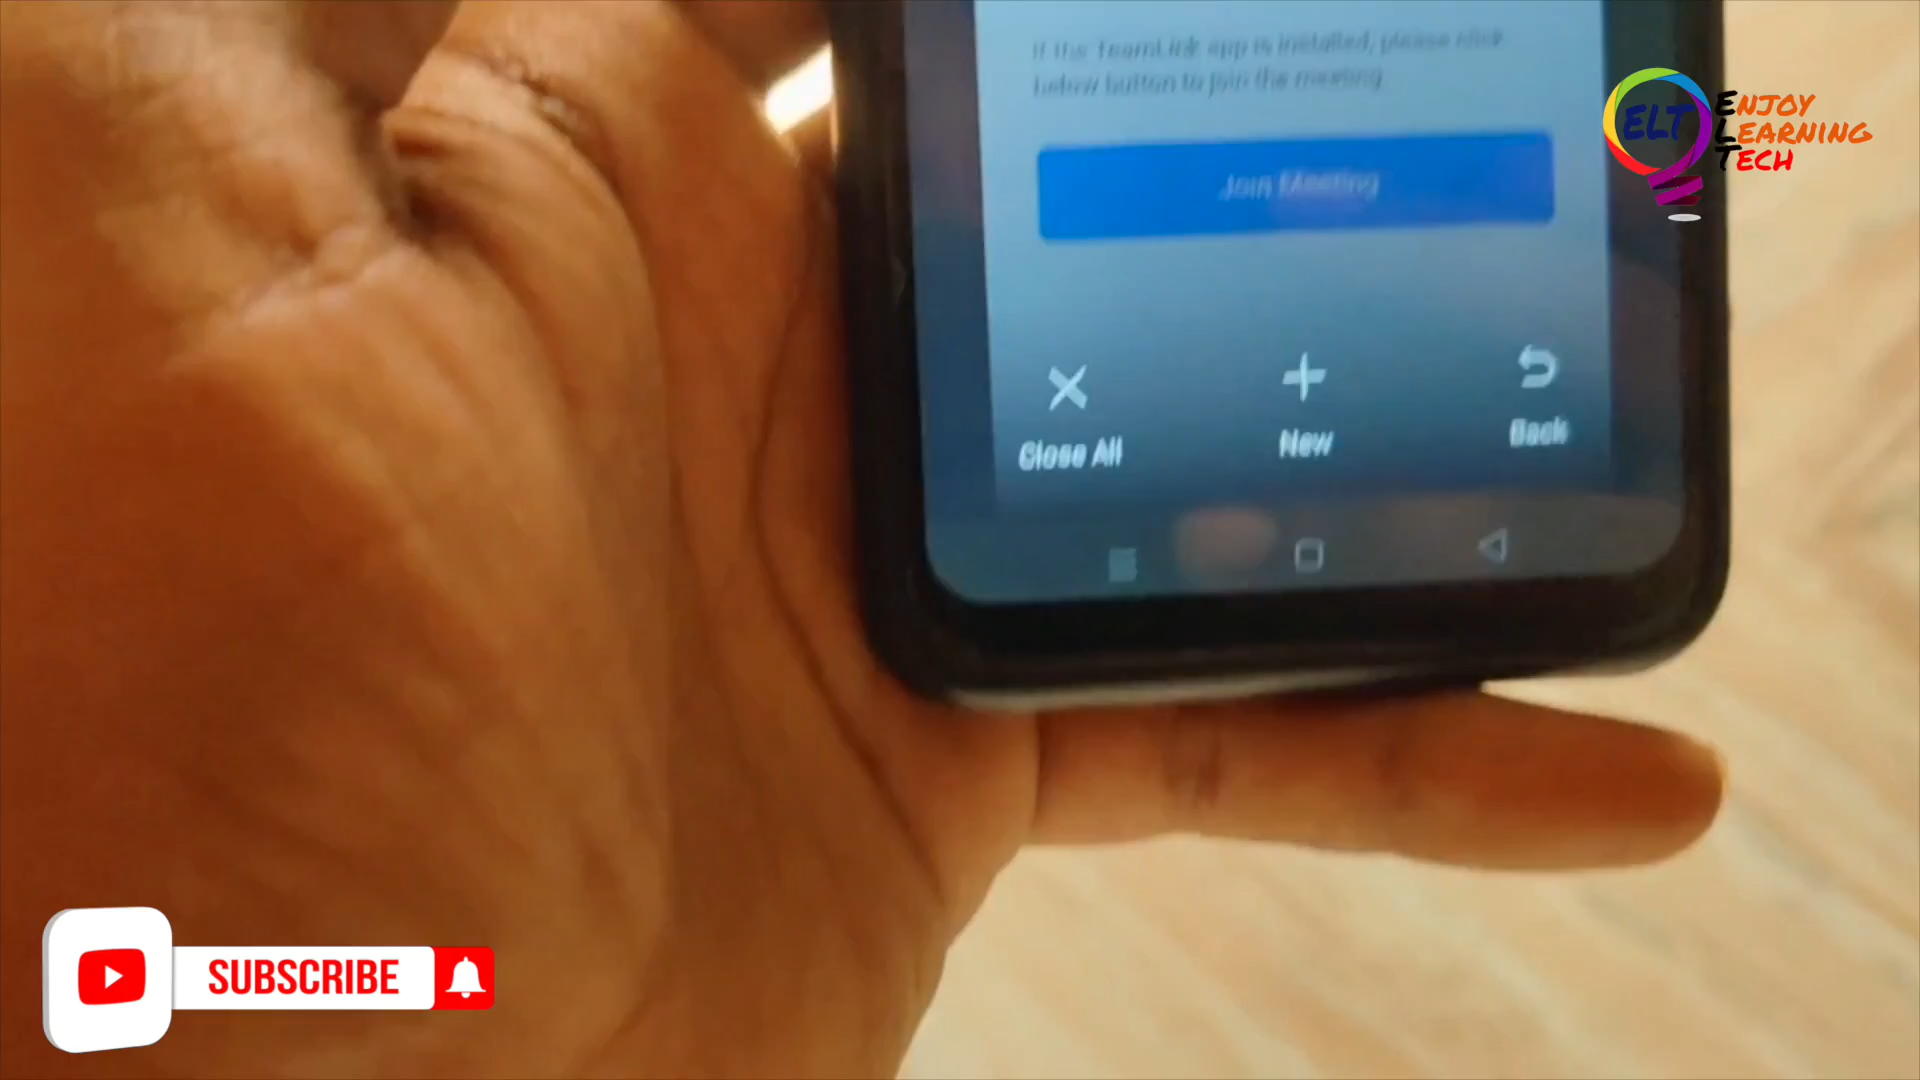 If the TeamLink app is installed, please click
below button to join the meeting.
Join Meeting
Close All
New
Back
ELT
ENJOY
LEARNING
TECH
SUBSCRIBE